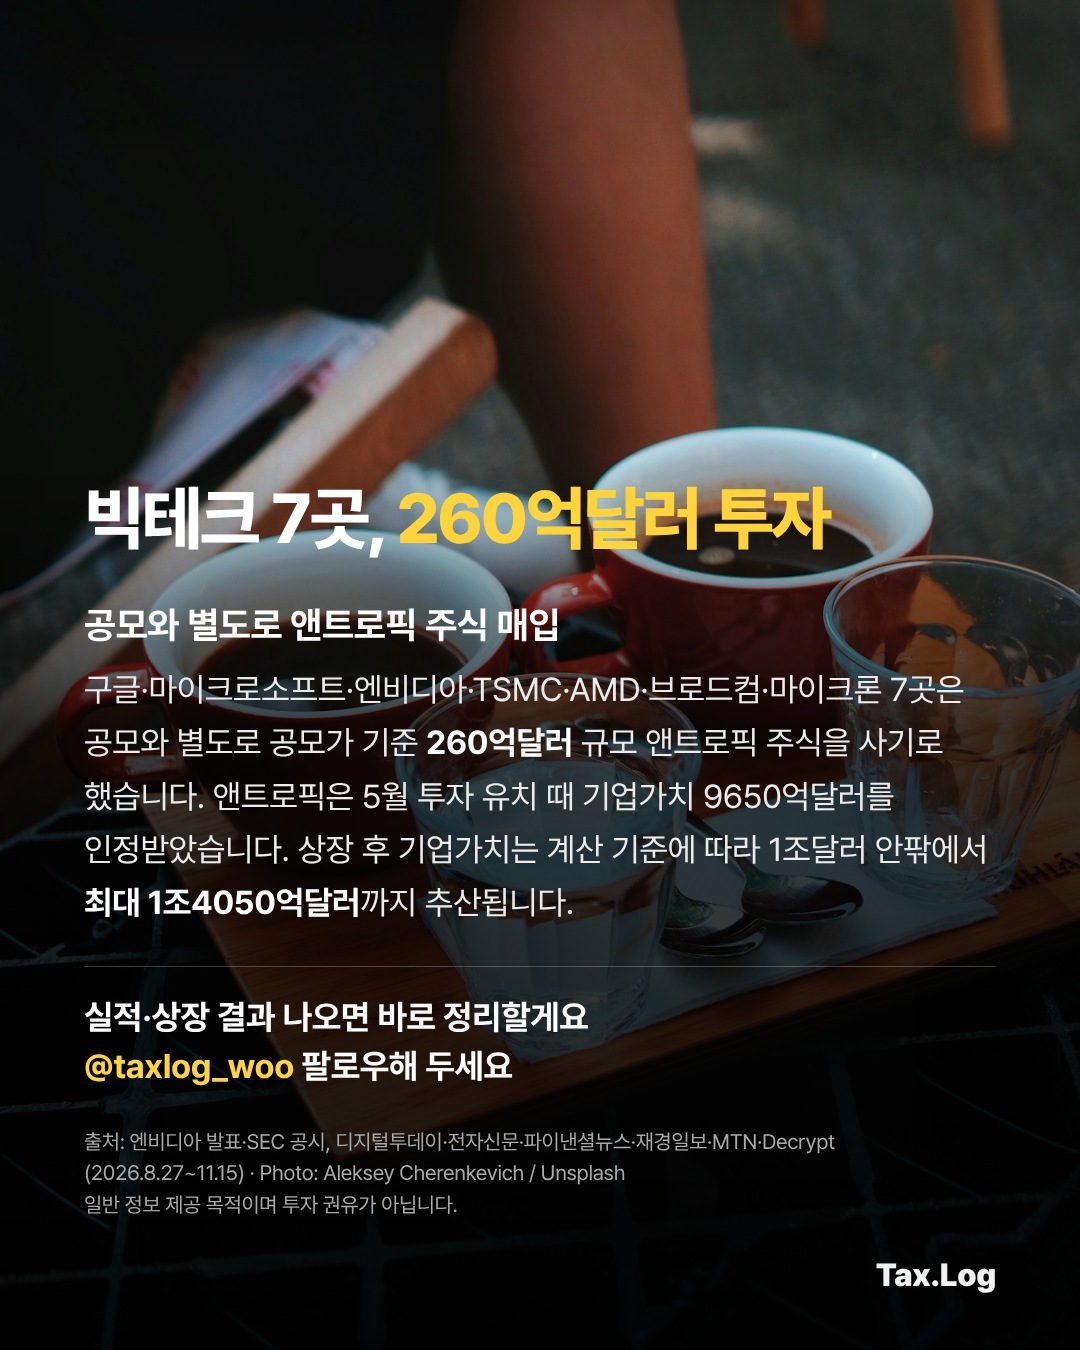 빅테크 7곳, 260억달러 투자
공모와 별도로 앤트로픽 주식 매입
구글·마이크로소프트·엔비디아·TSMC·AMD·브로드컴·마이크론 7곳은
공모와 별도로 공모가 기준 260억달러 규모 앤트로픽 주식을 사기로
했습니다. 앤트로픽은 5월 투자 유치 때 기업가치 9650억달러를
인정받았습니다. 상장 후 기업가치는 계산 기준에 따라 1조달러 안팎에서
최대 1조4050억달러까지 추산됩니다.
실적·상장 결과 나오면 바로 정리할게요
@taxlog_woo 팔로우해 두세요
출처: 엔비디아 발표·SEC 공시, 디지털투데이·전자신문·파이낸셜뉴스·재경일보·MTN·Decrypt
(2026.8.27~11.15) · Photo: Aleksey Cherenkevich / Unsplash
일반 정보 제공 목적이며 투자 권유가 아닙니다.
Tax.Log